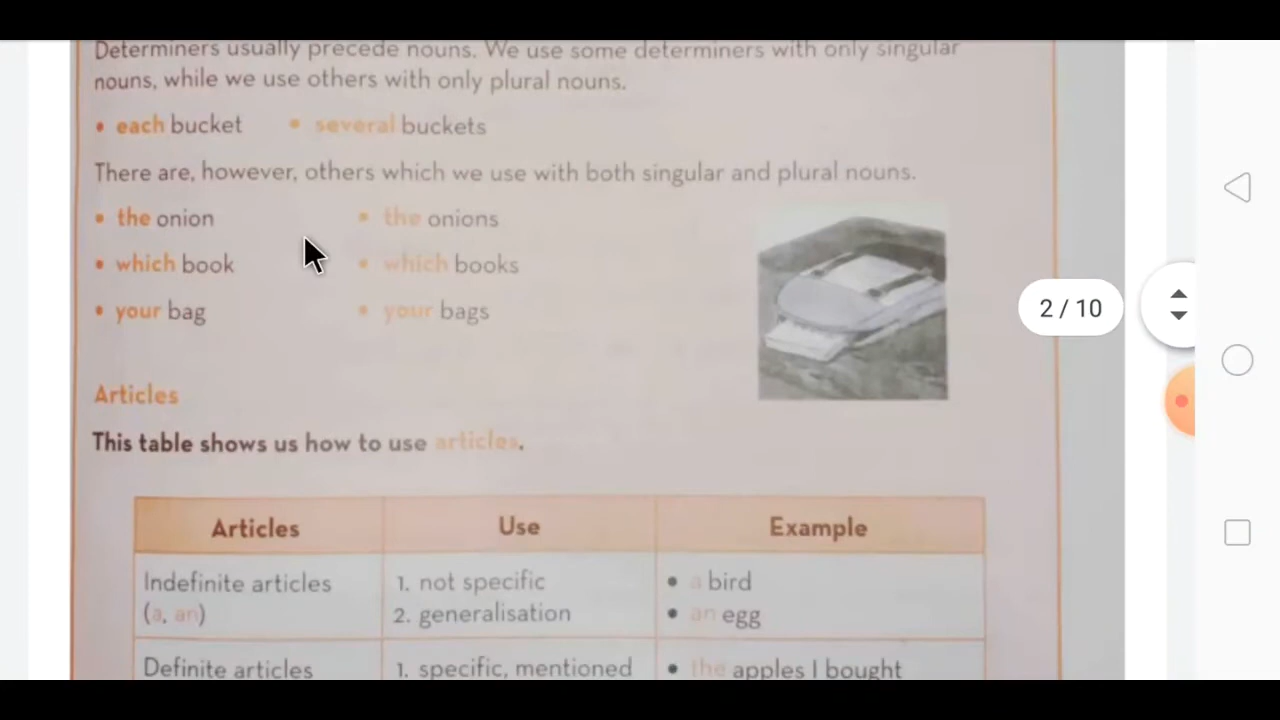 Determiners usually precede nouns. We use some determiners with only singular
nouns, while we use others with only plural nouns.
• each bucket • several buckets
There are, however, others which we use with both singular and plural nouns.
• the onion • the onions
• which book • which books
• your bag • your bags
2 / 10
Articles
This table shows us how to use articles.
Articles Use Example
Indefinite articles 1. not specific • a bird
(a, an) 2. generalisation • an egg
Definite articles 1. specific, mentioned • the apples I bought